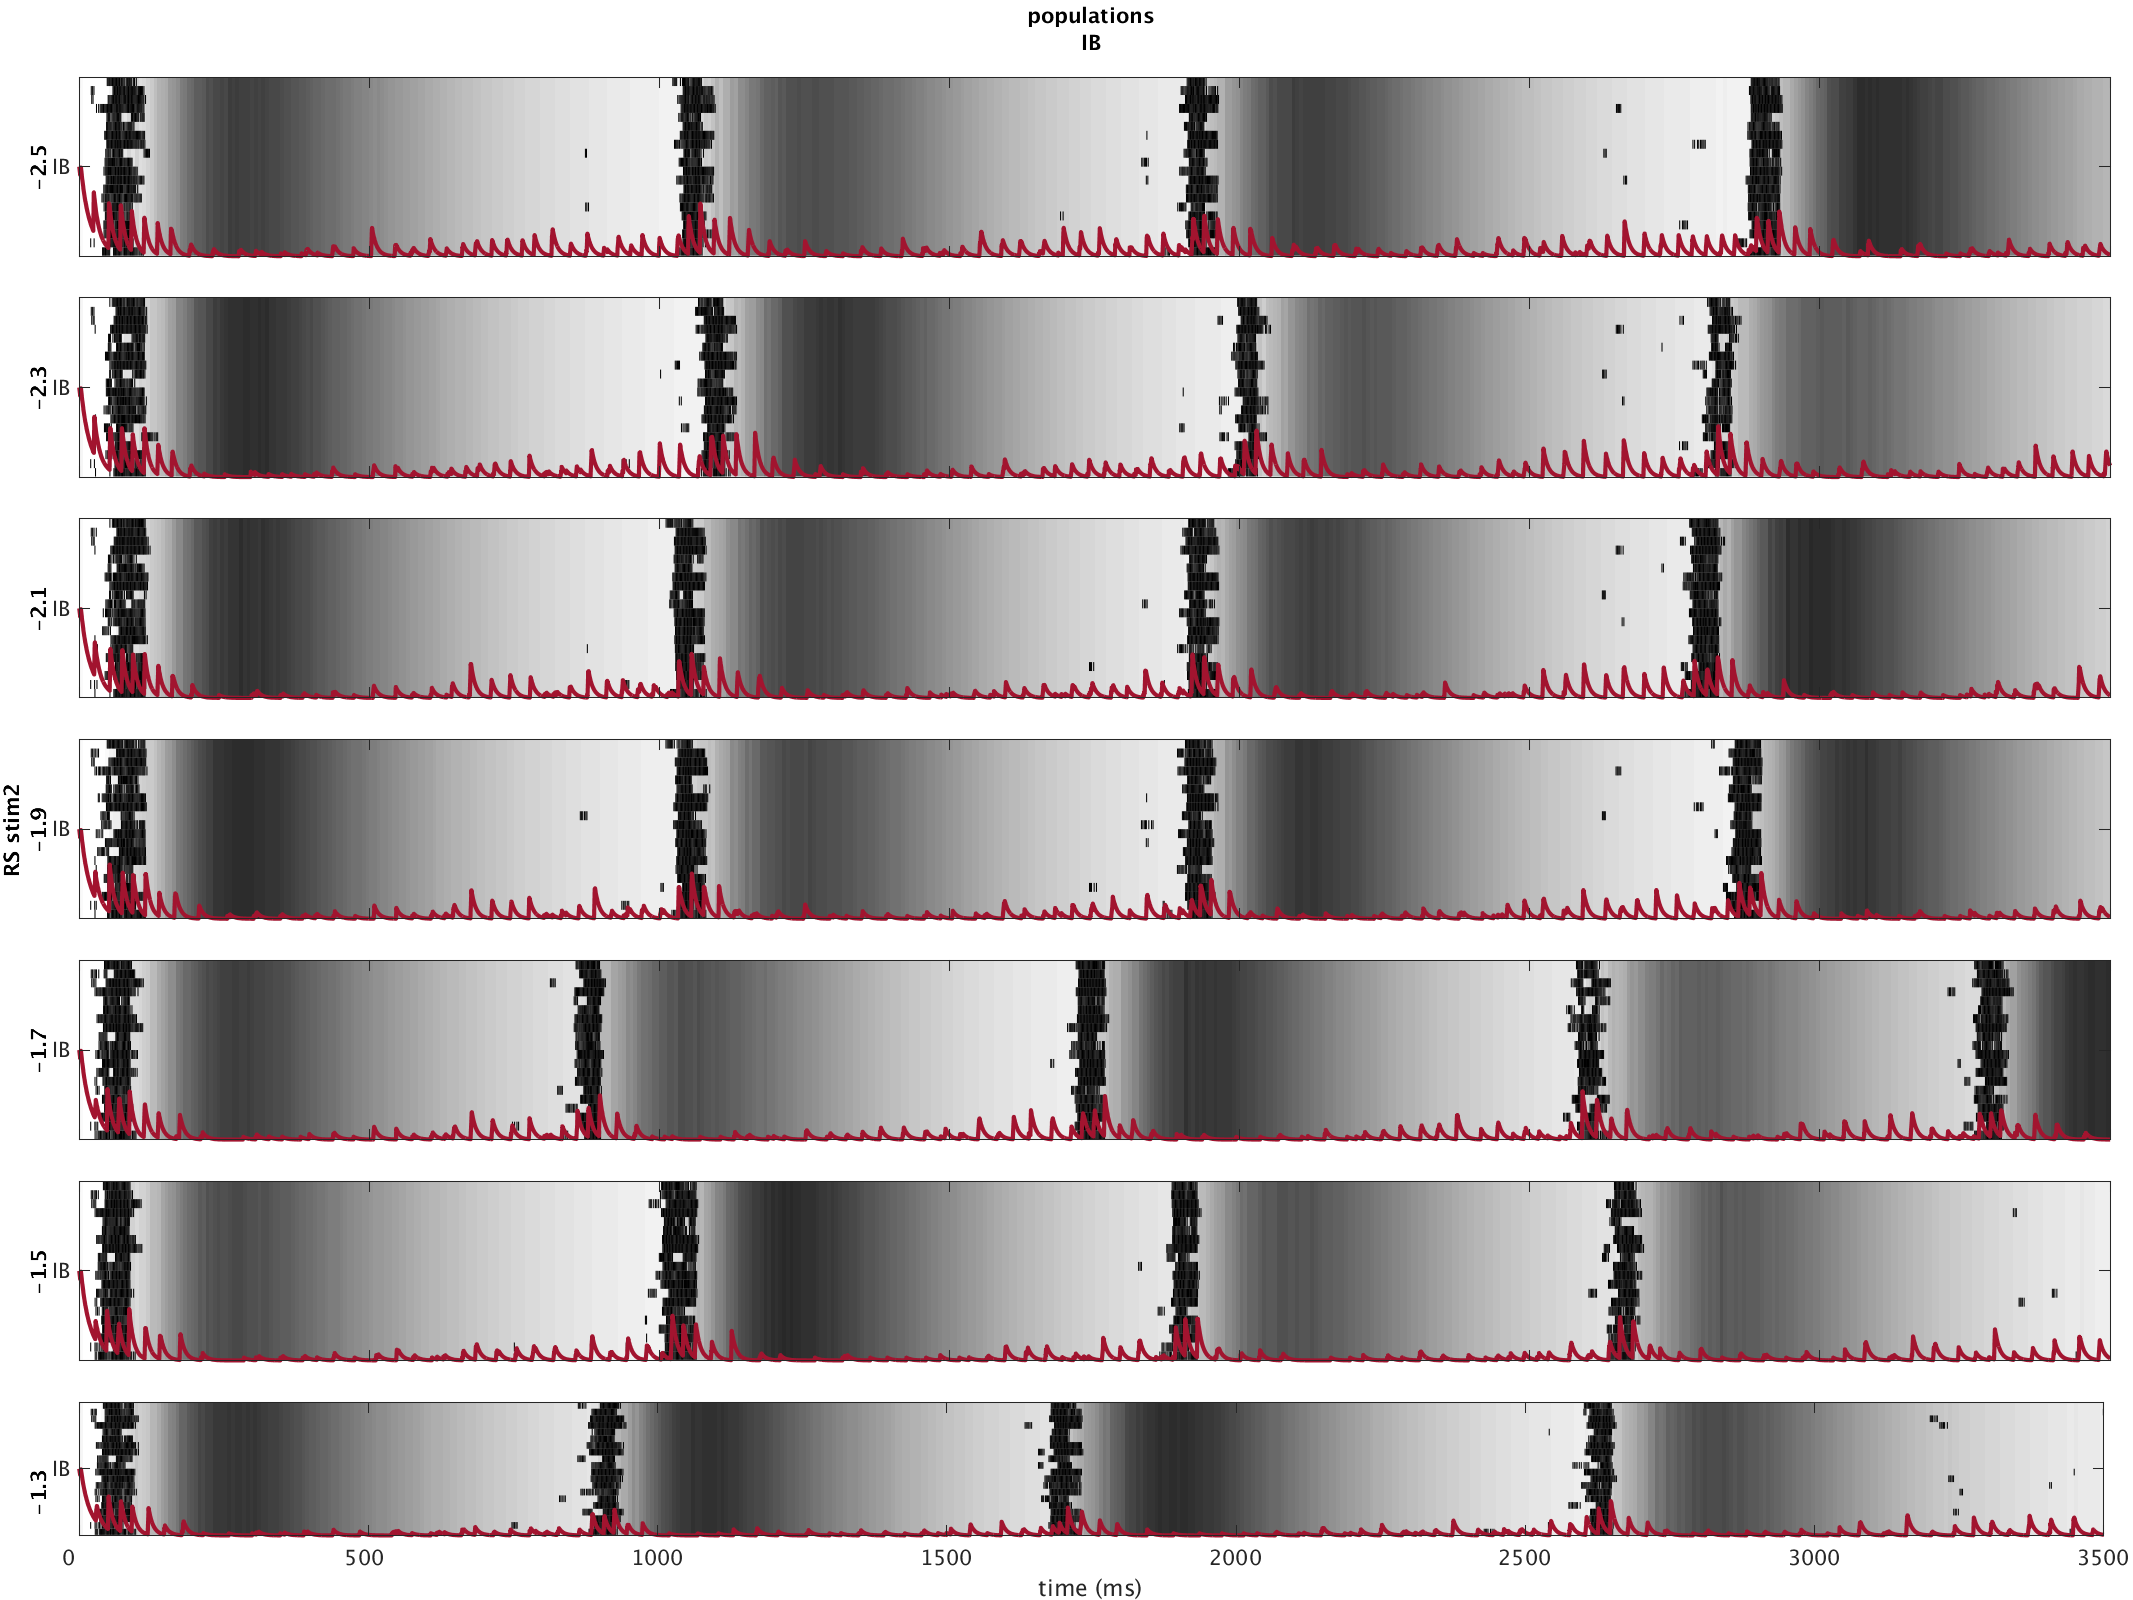 populations
IB
-2.5 IB
-2.3 IB
-2.1 IB
-1.9 IB
RS stim2
-1.7 IB
-1.5 IB
-1.3 IB
0 500 1000 1500 2000 2500 3000 3500
time (ms)